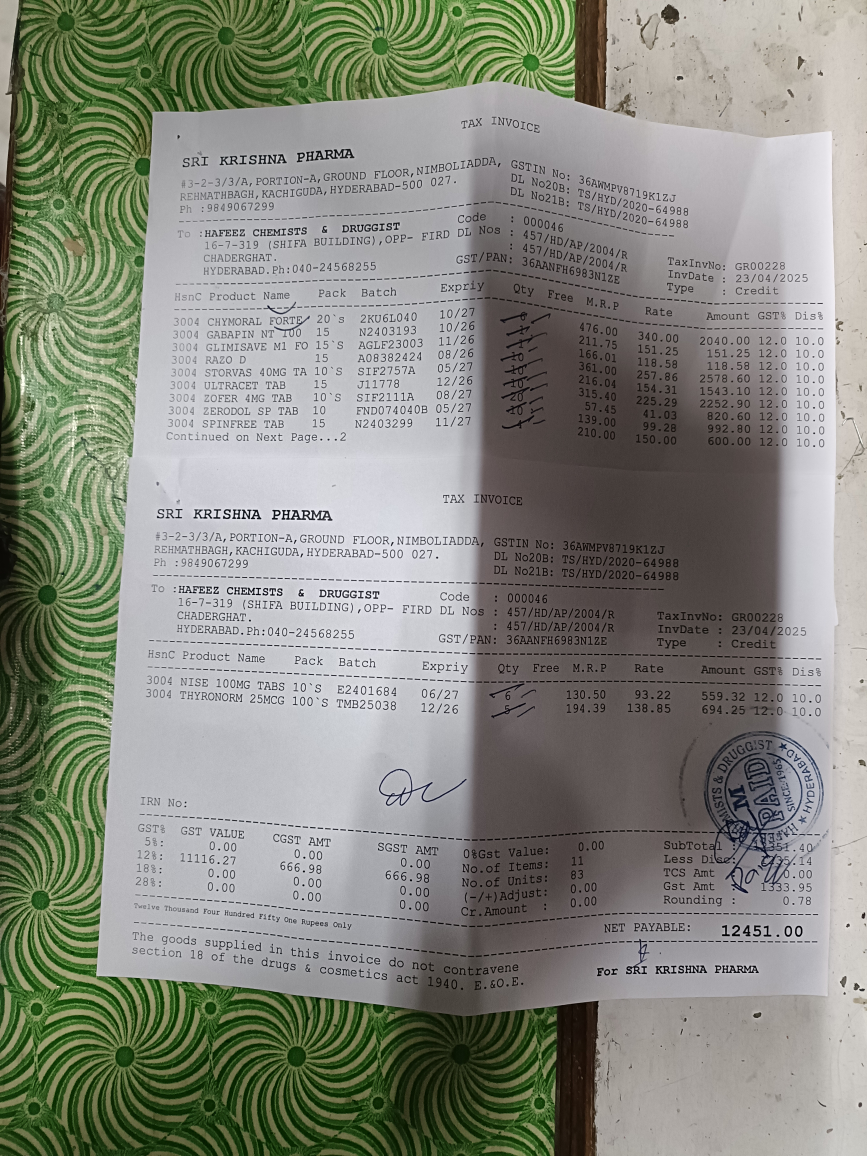 TAX INVOICE
SRI KRISHNA PHARMA
#3-2-3/3/A,PORTION-A,GROUND FLOOR,NIMBOLIADDA, GSTIN No: 36AWMPV8719K1ZJ
REHMATHBAGH,KACHIGUDA,HYDERABAD-500 027. DL No20B: TS/HYD/2020-64988
Ph :9849067299 DL No21B: TS/HYD/2020-64988
To :HAFEEZ CHEMISTS & DRUGGIST Code : 000046
16-7-319 (SHIFA BUILDING),OPP- FIRD DL Nos : 457/HD/AP/2004/R TaxInvNo: GR00228
CHADERGHAT. : 457/HD/AP/2004/R InvDate : 23/04/2025
HYDERABAD.Ph:040-24568255 GST/PAN: 36AANFH6983N1ZE Type : Credit
HsnC Product Name Pack Batch Expriy Qty Free M.R.P Rate Amount GST% Dis%
3004 CHYMORAL FORTE 20`S 2KU6L040 10/27 476.00 340.00 2040.00 12.0 10.0
3004 GABAPIN NT 100 15 N2403193 10/26 211.75 151.25 151.25 12.0 10.0
3004 GLIMISAVE M1 FO 15`S AGLF23003 11/26 166.01 118.58 118.58 12.0 10.0
3004 RAZO D 15 A08382424 08/26 361.00 257.86 2578.60 12.0 10.0
3004 STORVAS 40MG TA 10`S SIF2757A 05/27 216.04 154.31 1543.10 12.0 10.0
3004 ULTRACET TAB 15 J11778 12/26 315.40 225.29 2252.90 12.0 10.0
3004 ZOFER 4MG TAB 10`S SIF2111A 08/27 57.45 41.03 820.60 12.0 10.0
3004 ZERODOL SP TAB 10 FND074040B 05/27 139.00 99.28 992.80 12.0 10.0
3004 SPINFREE TAB 15 N2403299 11/27 210.00 150.00 600.00 12.0 10.0
Continued on Next Page...2
TAX INVOICE
SRI KRISHNA PHARMA
#3-2-3/3/A,PORTION-A,GROUND FLOOR,NIMBOLIADDA, GSTIN No: 36AWMPV8719K1ZJ
REHMATHBAGH,KACHIGUDA,HYDERABAD-500 027. DL No20B: TS/HYD/2020-64988
Ph :9849067299 DL No21B: TS/HYD/2020-64988
To :HAFEEZ CHEMISTS & DRUGGIST Code : 000046
16-7-319 (SHIFA BUILDING),OPP- FIRD DL Nos : 457/HD/AP/2004/R TaxInvNo: GR00228
CHADERGHAT. : 457/HD/AP/2004/R InvDate : 23/04/2025
HYDERABAD.Ph:040-24568255 GST/PAN: 36AANFH6983N1ZE Type : Credit
HsnC Product Name Pack Batch Expriy Qty Free M.R.P Rate Amount GST% Dis%
3004 NISE 100MG TABS 10`S E2401684 06/27 6 130.50 93.22 559.32 12.0 10.0
3004 THYRONORM 25MCG 100`S TMB25038 12/26 5 194.39 138.85 694.25 12.0 10.0
CHEMISTS & DRUGGIST ★ HYDERABAD ★
PAID
SINCE-1965
IRN No:
GST% GST VALUE CGST AMT SGST AMT 0%Gst Value: 0.00 SubTotal :
5%: 0.00 0.00 0.00 No.of Items: 11 Less Disc:
12%: 11116.27 666.98 666.98 No.of Units: 83 TCS Amt 0.00
18%: 0.00 0.00 0.00 (-/+)Adjust: 0.00 Gst Amt 1333.95
28%: 0.00 0.00 0.00 Cr.Amount : 0.00 Rounding : 0.78
Twelve Thousand Four Hundred Fifty One Rupees Only
NET PAYABLE: 12451.00
The goods supplied in this invoice do not contravene
section 18 of the drugs & cosmetics act 1940. E.&O.E.
For SRI KRISHNA PHARMA